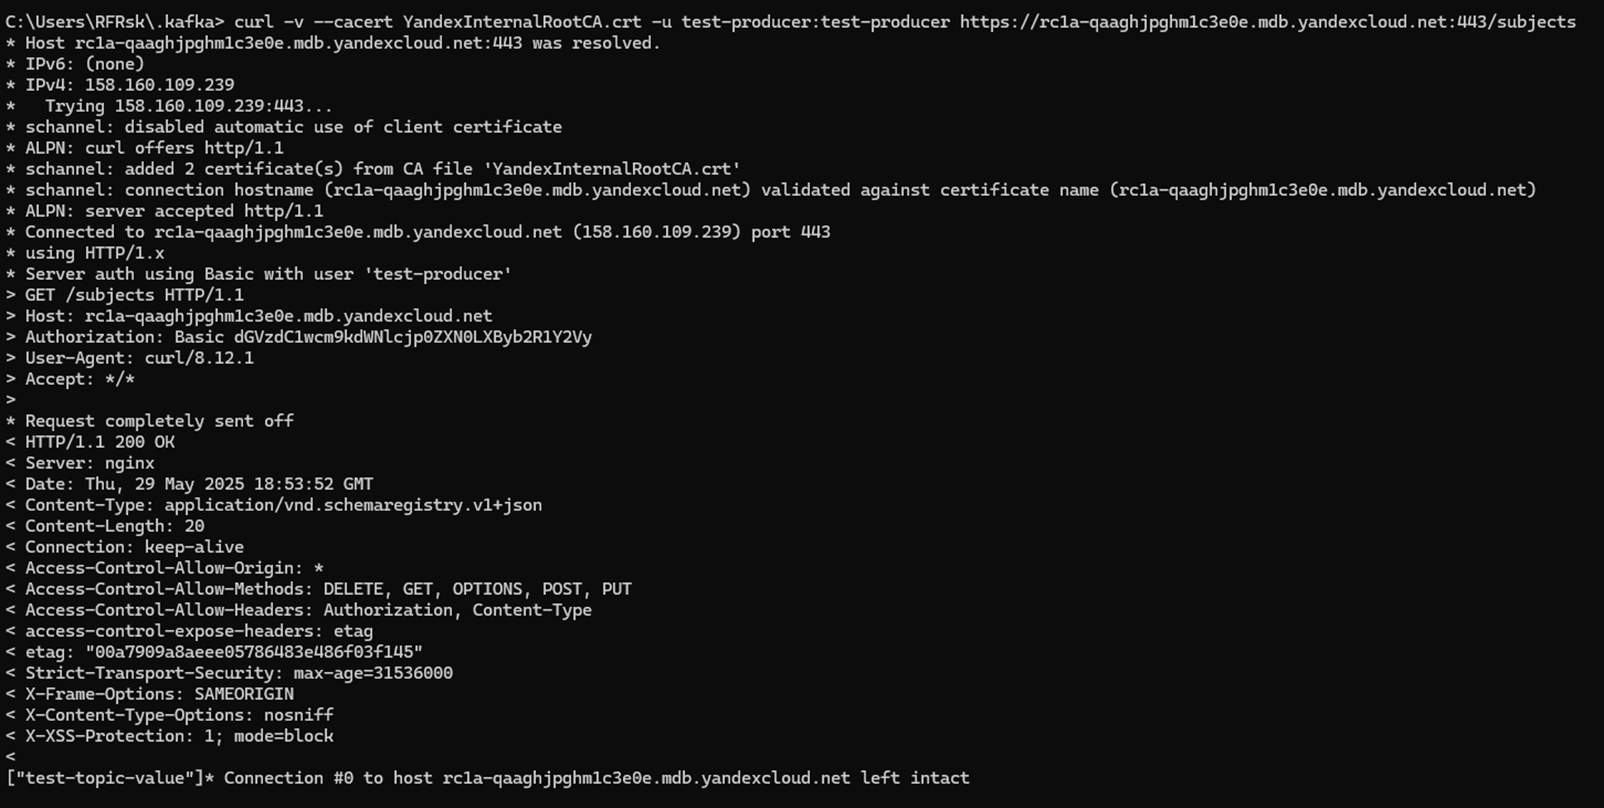 C:\Users\RFRsk\.kafka> curl -v --cacert YandexInternalRootCA.crt -u test-producer:test-producer https://rc1a-qaaghjpghm1c3e0e.mdb.yandexcloud.net:443/subjects
* Host rc1a-qaaghjpghm1c3e0e.mdb.yandexcloud.net:443 was resolved.
* IPv6: (none)
* IPv4: 158.160.109.239
*   Trying 158.160.109.239:443...
* schannel: disabled automatic use of client certificate
* ALPN: curl offers http/1.1
* schannel: added 2 certificate(s) from CA file 'YandexInternalRootCA.crt'
* schannel: connection hostname (rc1a-qaaghjpghm1c3e0e.mdb.yandexcloud.net) validated against certificate name (rc1a-qaaghjpghm1c3e0e.mdb.yandexcloud.net)
* ALPN: server accepted http/1.1
* Connected to rc1a-qaaghjpghm1c3e0e.mdb.yandexcloud.net (158.160.109.239) port 443
* using HTTP/1.x
* Server auth using Basic with user 'test-producer'
> GET /subjects HTTP/1.1
> Host: rc1a-qaaghjpghm1c3e0e.mdb.yandexcloud.net
> Authorization: Basic dGVzdC1wcm9kdWNlcjp0ZXN0LXByb2R1Y2Vy
> User-Agent: curl/8.12.1
> Accept: */*
>
* Request completely sent off
< HTTP/1.1 200 OK
< Server: nginx
< Date: Thu, 29 May 2025 18:53:52 GMT
< Content-Type: application/vnd.schemaregistry.v1+json
< Content-Length: 20
< Connection: keep-alive
< Access-Control-Allow-Origin: *
< Access-Control-Allow-Methods: DELETE, GET, OPTIONS, POST, PUT
< Access-Control-Allow-Headers: Authorization, Content-Type
< access-control-expose-headers: etag
< etag: "00a7909a8aeee05786483e486f03f145"
< Strict-Transport-Security: max-age=31536000
< X-Frame-Options: SAMEORIGIN
< X-Content-Type-Options: nosniff
< X-XSS-Protection: 1; mode=block
<
["test-topic-value"]* Connection #0 to host rc1a-qaaghjpghm1c3e0e.mdb.yandexcloud.net left intact